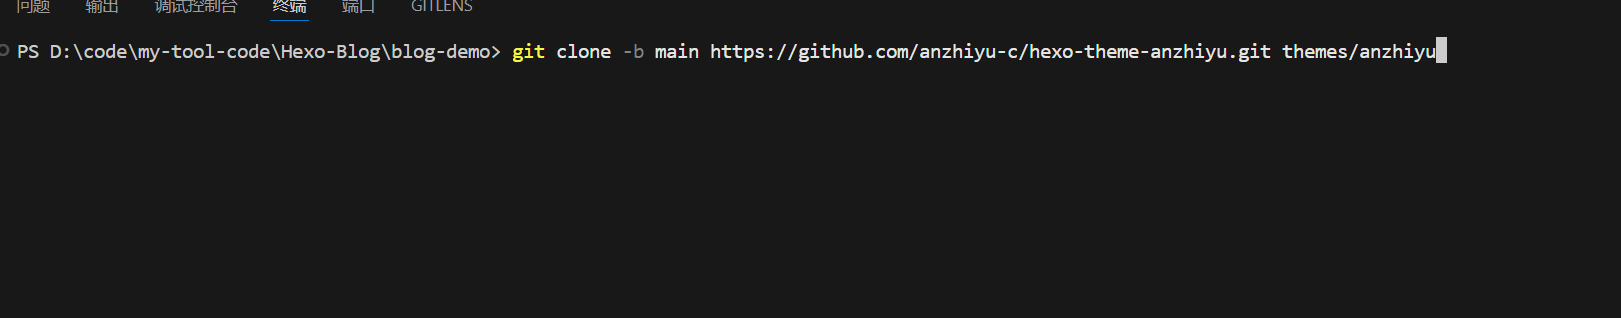 问题 输出 调试控制台 终端 端口 GITLENS
PS D:\code\my-tool-code\Hexo-Blog\blog-demo> git clone -b main https://github.com/anzhiyu-c/hexo-theme-anzhiyu.git themes/anzhiyu